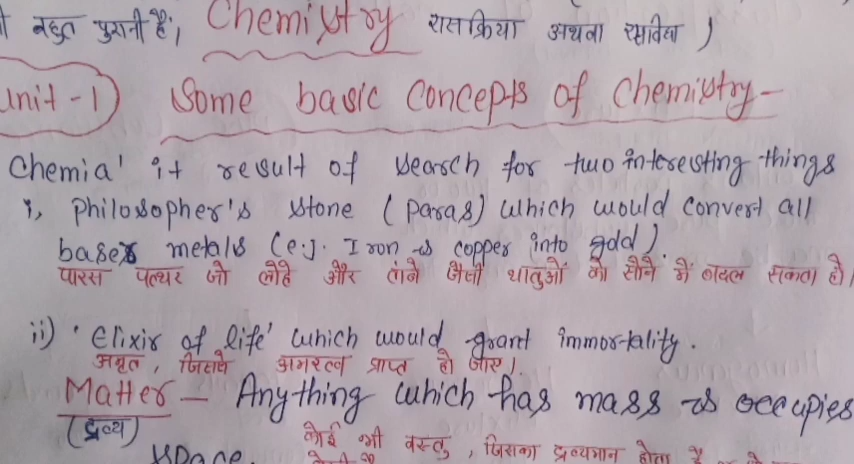 बहुत पुरानी है, Chemistry रासक्रिया अथवा रसविद्या,
Unit-1) Some basic Concepts of Chemistry-
Chemia' it result of Search for two interesting things
i, Philosopher's Stone (Paras) which would convert all
bases metals (e.g. Iron & copper into gold).
पारस पत्थर जो लोहे और तांबे जैसी धातुओं को सोने में बदल सकता हो।
ii) 'Elixir of life' which would grant immortality.
अमृत, जिससे अमरत्व प्राप्त हो जाए।
Matter — Anything which has mass & occupies
(द्रव्य)
कोई भी वस्तु, जिसका द्रव्यमान होता है
Space.